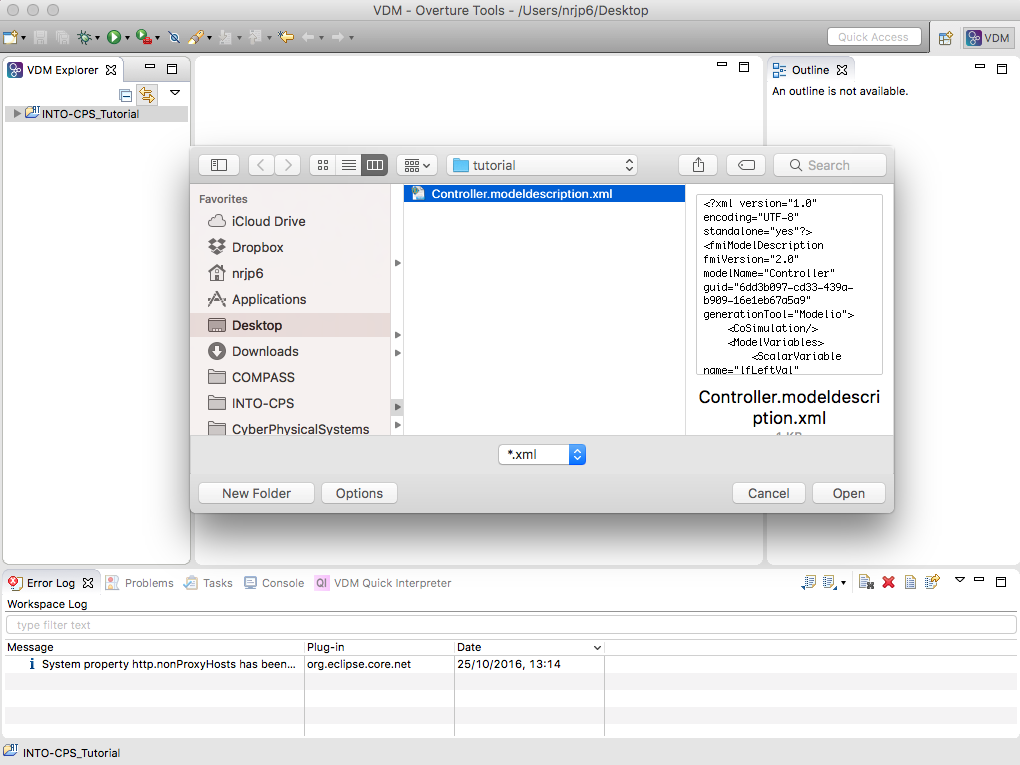 VDM - Overture Tools - /Users/nrjp6/Desktop
Quick Access
VDM
VDM Explorer
INTO-CPS_Tutorial
Outline
An outline is not available.
tutorial
Search
Favorites
iCloud Drive
Dropbox
nrjp6
Applications
Desktop
Downloads
COMPASS
INTO-CPS
CyberPhysicalSystems
Controller.modeldescription.xml
<?xml version="1.0"
encoding="UTF-8"
standalone="yes"?>
<fmiModelDescription
fmiVersion="2.0"
modelName="Controller"
guid="6dd3b097-cd33-439a-
b909-16e1eb67a5a9"
generationTool="Modelio">
<CoSimulation/>
<ModelVariables>
<ScalarVariable
name="lfLeftVal"
Controller.modeldescri
ption.xml
1 KB
*.xml
New Folder
Options
Cancel
Open
Error Log
Problems
Tasks
Console
QI
VDM Quick Interpreter
Workspace Log
type filter text
Message
Plug-in
Date
System property http.nonProxyHosts has been...
org.eclipse.core.net
25/10/2016, 13:14
INTO-CPS_Tutorial